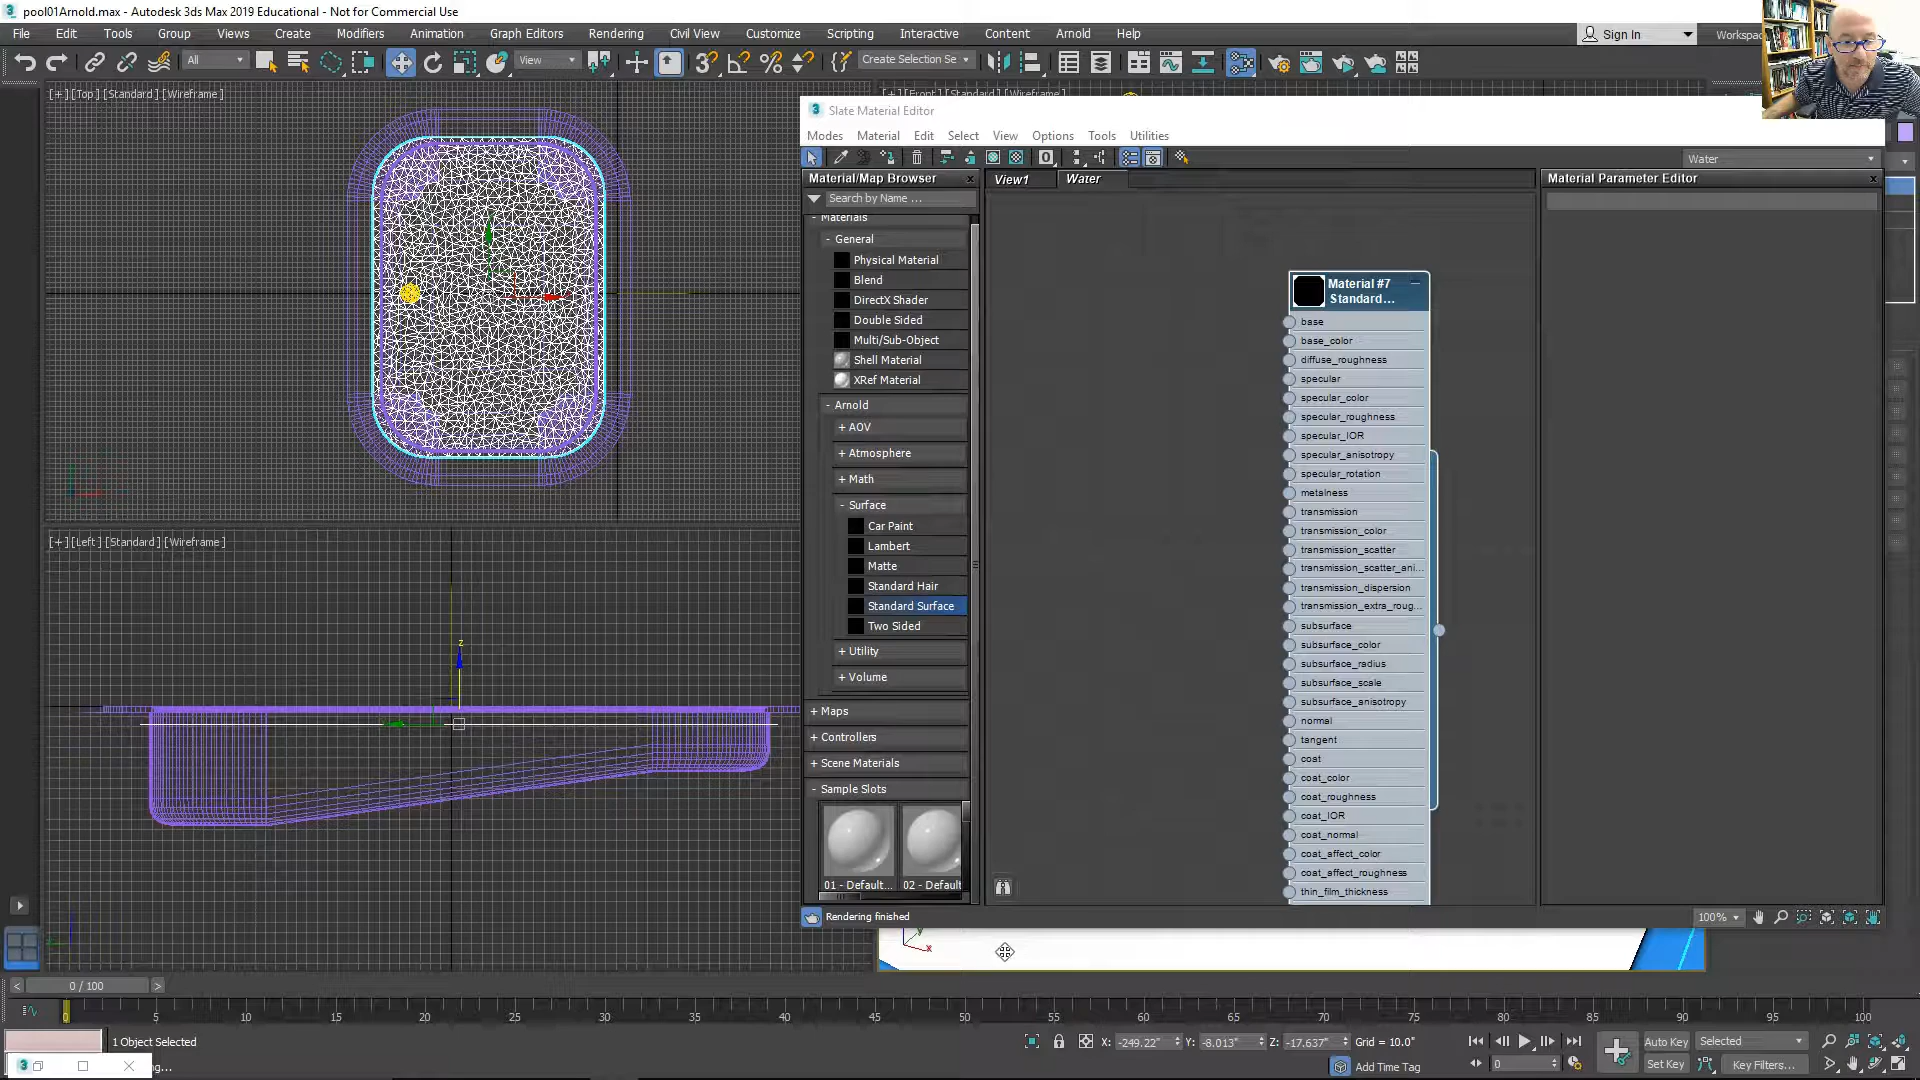 pool01Arnold.max - Autodesk 3ds Max 2019 Educational - Not for Commercial Use
File Edit Tools Group Views Create Modifiers Animation Graph Editors Rendering Civil View Customize Scripting Interactive Content Arnold Help
Sign In
Workspac
All
View
Create Selection Se
[+][Top][Standard][Wireframe]
[+][Front][Standard][Wireframe]
Slate Material Editor
Modes Material Edit Select View Options Tools Utilities
Water
Material/Map Browser
View1
Water
Material Parameter Editor
Search by Name ...
- Materials
- General
Physical Material
Blend
DirectX Shader
Double Sided
Multi/Sub-Object
Shell Material
XRef Material
- Arnold
+ AOV
+ Atmosphere
+ Math
- Surface
Car Paint
Lambert
Matte
Standard Hair
Standard Surface
Two Sided
+ Utility
+ Volume
+ Maps
+ Controllers
+ Scene Materials
- Sample Slots
01 - Default...
02 - Default
Material #7
Standard...
base
base_color
diffuse_roughness
specular
specular_color
specular_roughness
specular_IOR
specular_anisotropy
specular_rotation
metalness
transmission
transmission_color
transmission_scatter
transmission_scatter_ani...
transmission_dispersion
transmission_extra_roug...
subsurface
subsurface_color
subsurface_radius
subsurface_scale
subsurface_anisotropy
normal
tangent
coat
coat_color
coat_roughness
coat_IOR
coat_normal
coat_affect_color
coat_affect_roughness
thin_film_thickness
[+][Left][Standard][Wireframe]
z
Rendering finished
100%
y
x
0 / 100
0 5 10 15 20 25 30 35 40 45 50 55 60 65 70 75 80 85 90 95 100
1 Object Selected
X: -249.22" Y: -8.013" Z: -17.637" Grid = 10.0"
Add Time Tag
0
Auto Key
Selected
Set Key
Key Filters...